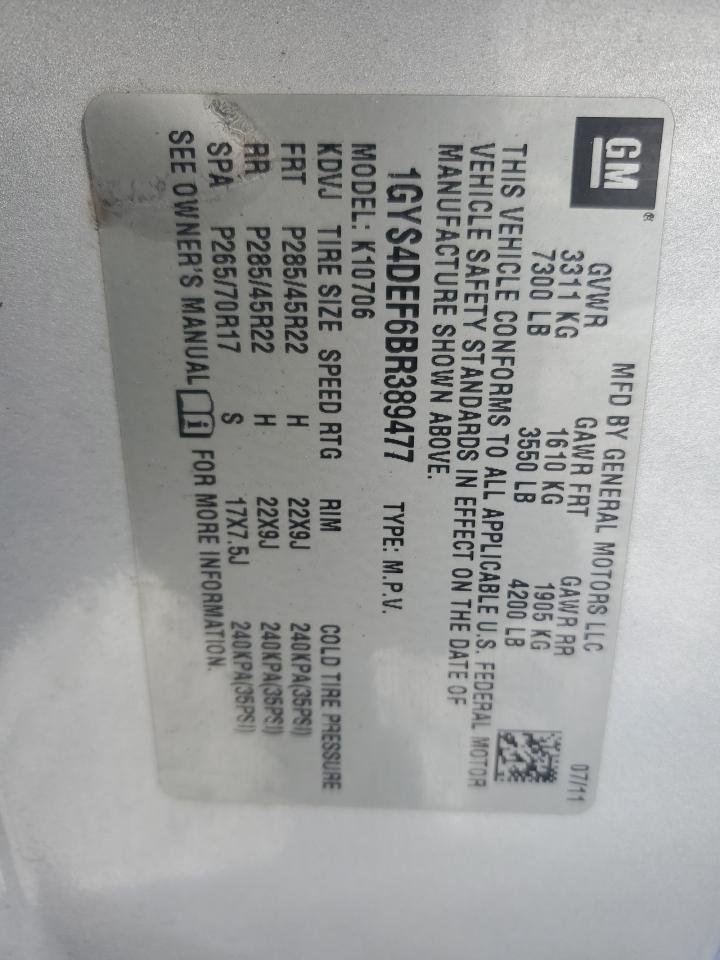 GM ®
MFD BY GENERAL MOTORS LLC 07/11
GVWR GAWR FRT GAWR RR
3311 KG 1610 KG 1905 KG
7300 LB 3550 LB 4200 LB
THIS VEHICLE CONFORMS TO ALL APPLICABLE U.S. FEDERAL MOTOR
VEHICLE SAFETY STANDARDS IN EFFECT ON THE DATE OF
MANUFACTURE SHOWN ABOVE.
1GYS4DEF6BR389477 TYPE: M.P.V.
MODEL: K10706
KDVJ TIRE SIZE SPEED RTG RIM COLD TIRE PRESSURE
FRT P285/45R22 H 22X9J 240KPA(35PSI)
RR P285/45R22 H 22X9J 240KPA(35PSI)
SPA P265/70R17 S 17X7.5J 240KPA(35PSI)
SEE OWNER'S MANUAL i FOR MORE INFORMATION.